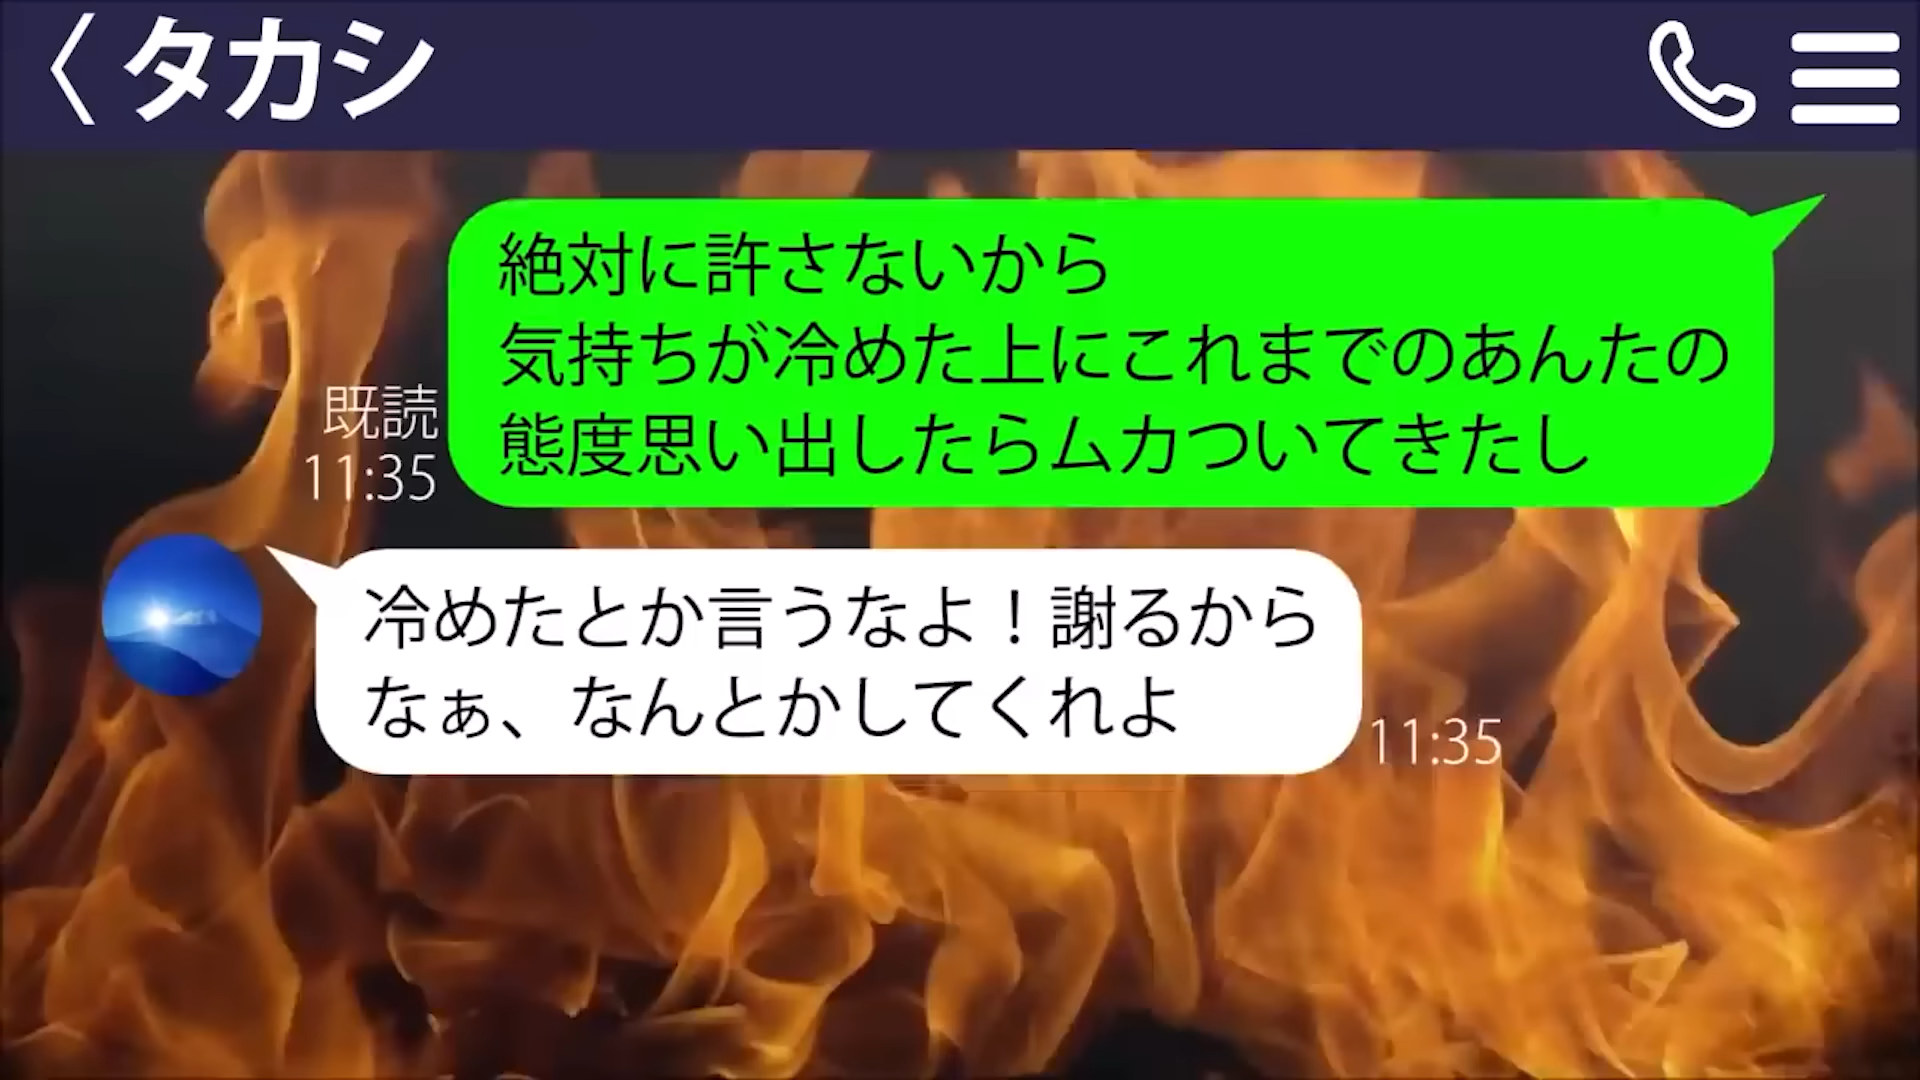 タカシ
絶対に許さないから
気持ちが冷めた上にこれまでのあんたの
態度思い出したらムカついてきたし
既読
11:35
冷めたとか言うなよ！謝るから
なぁ、なんとかしてくれよ
11:35